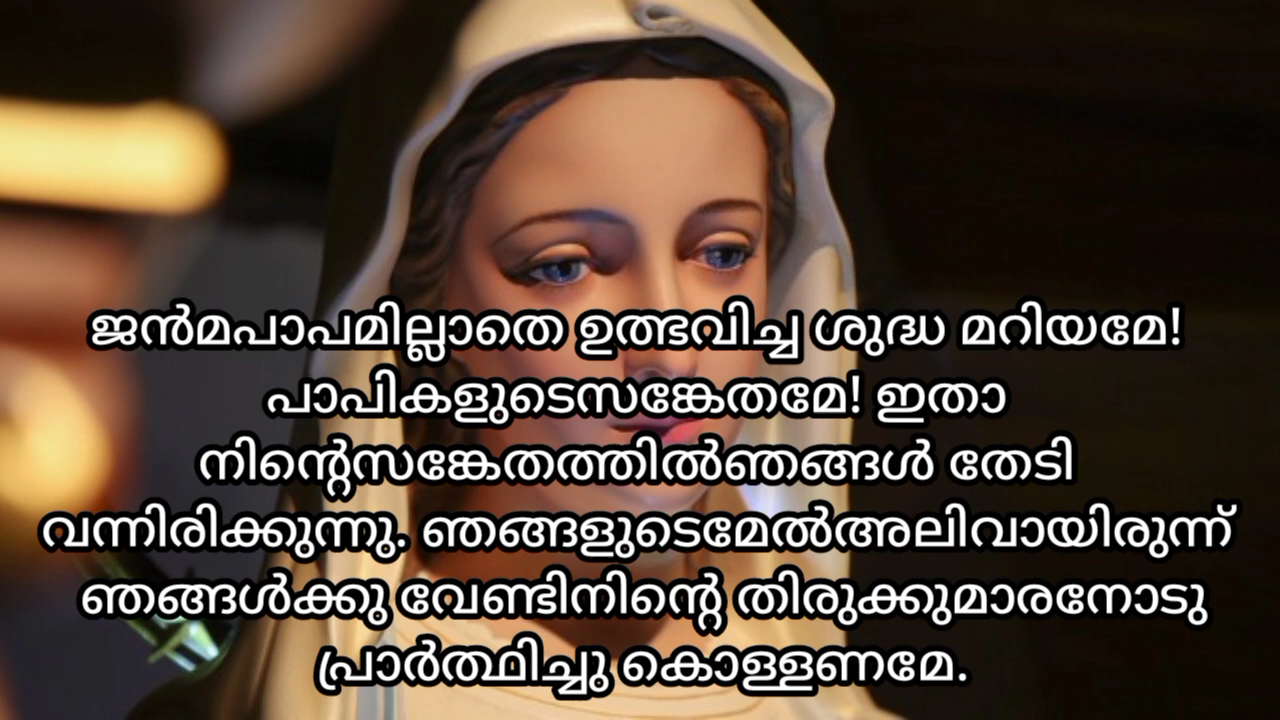 ജൻമപാപമില്ലാതെ ഉത്ഭവിച്ച ശുദ്ധ മറിയമേ!
പാപികളുടെസങ്കേതമേ! ഇതാ
നിന്റെസങ്കേതത്തിൽഞങ്ങൾ തേടി
വന്നിരിക്കുന്നു. ഞങ്ങളുടെമേൽഅലിവായിരുന്ന്
ഞങ്ങൾക്കു വേണ്ടിനിന്റെ തിരുക്കുമാരനോടു
പ്രാർത്ഥിച്ചു കൊള്ളണമേ.